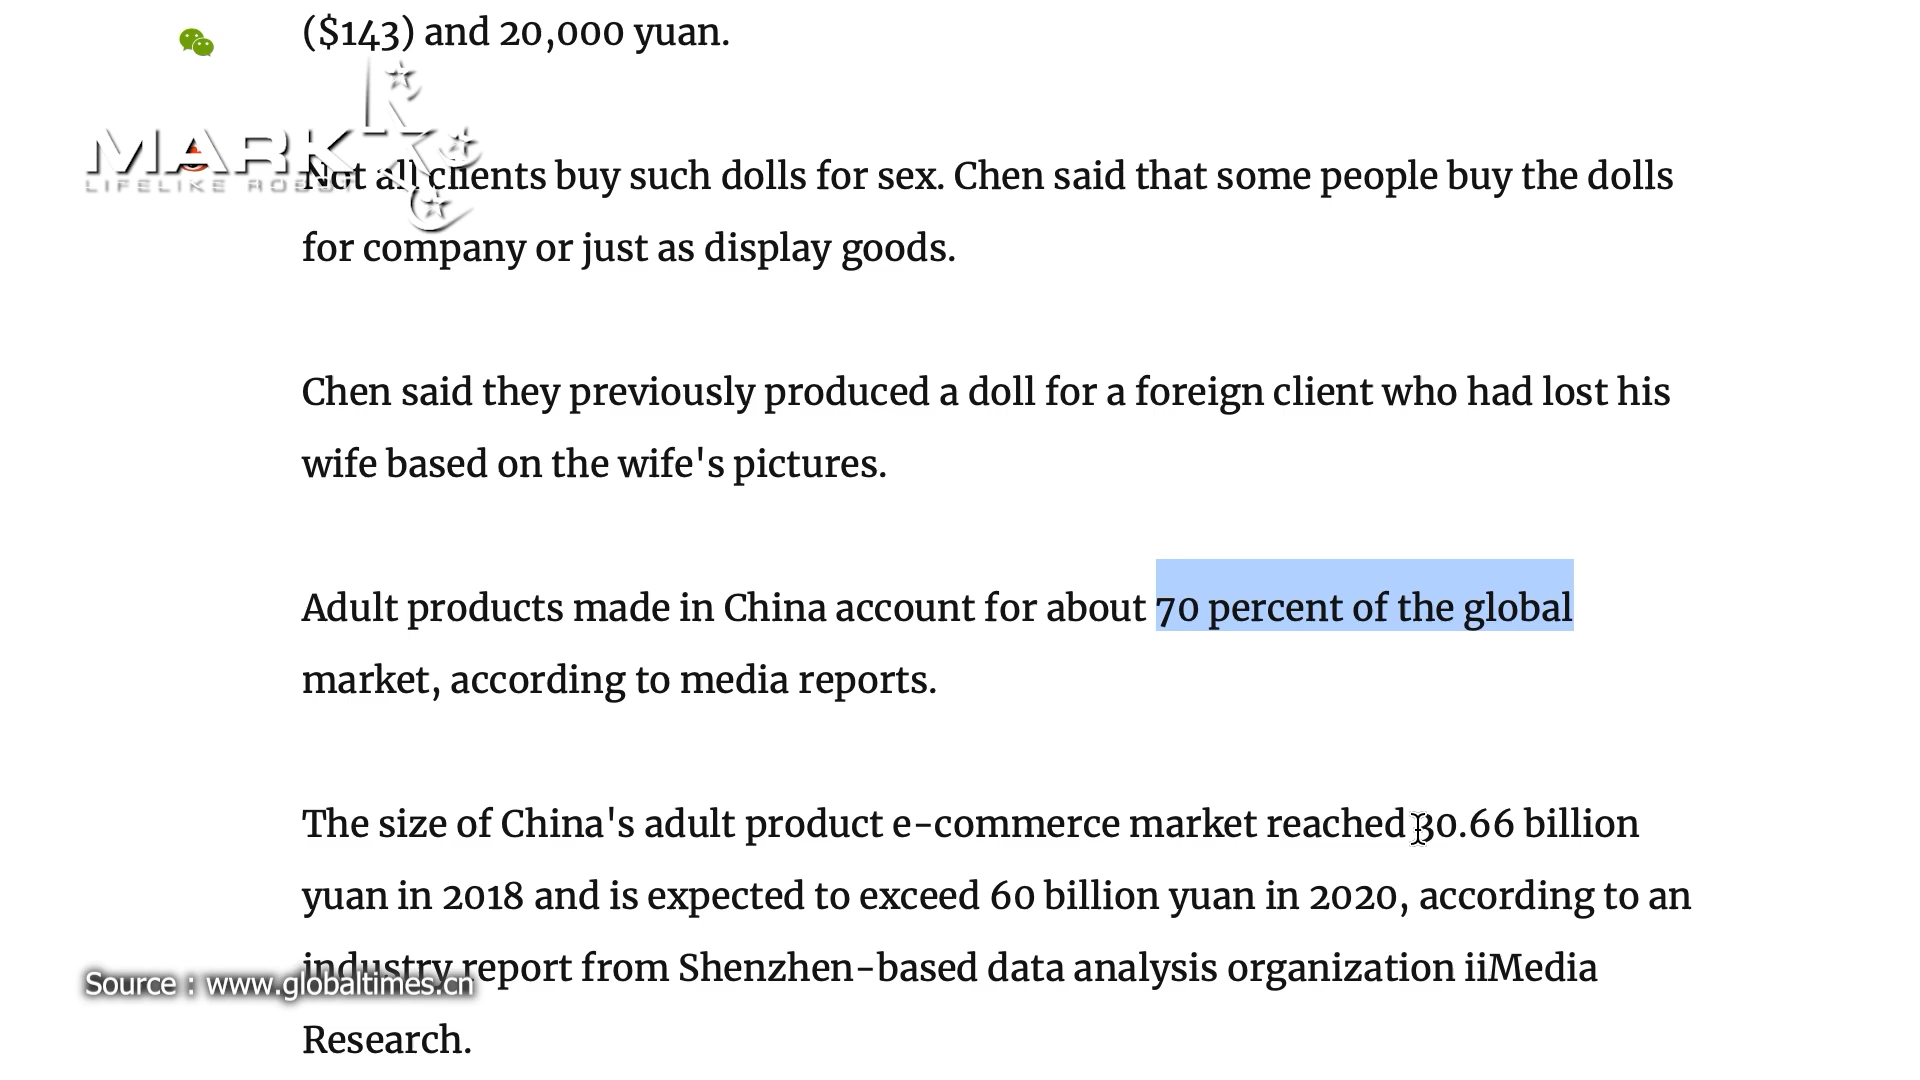 ($143) and 20,000 yuan.
MARK
LIFELIKE ROBOT
Not all clients buy such dolls for sex. Chen said that some people buy the dolls
for company or just as display goods.
Chen said they previously produced a doll for a foreign client who had lost his
wife based on the wife's pictures.
Adult products made in China account for about 70 percent of the global
market, according to media reports.
The size of China's adult product e-commerce market reached 30.66 billion
yuan in 2018 and is expected to exceed 60 billion yuan in 2020, according to an
industry report from Shenzhen-based data analysis organization iiMedia
Research.
Source : www.globaltimes.cn